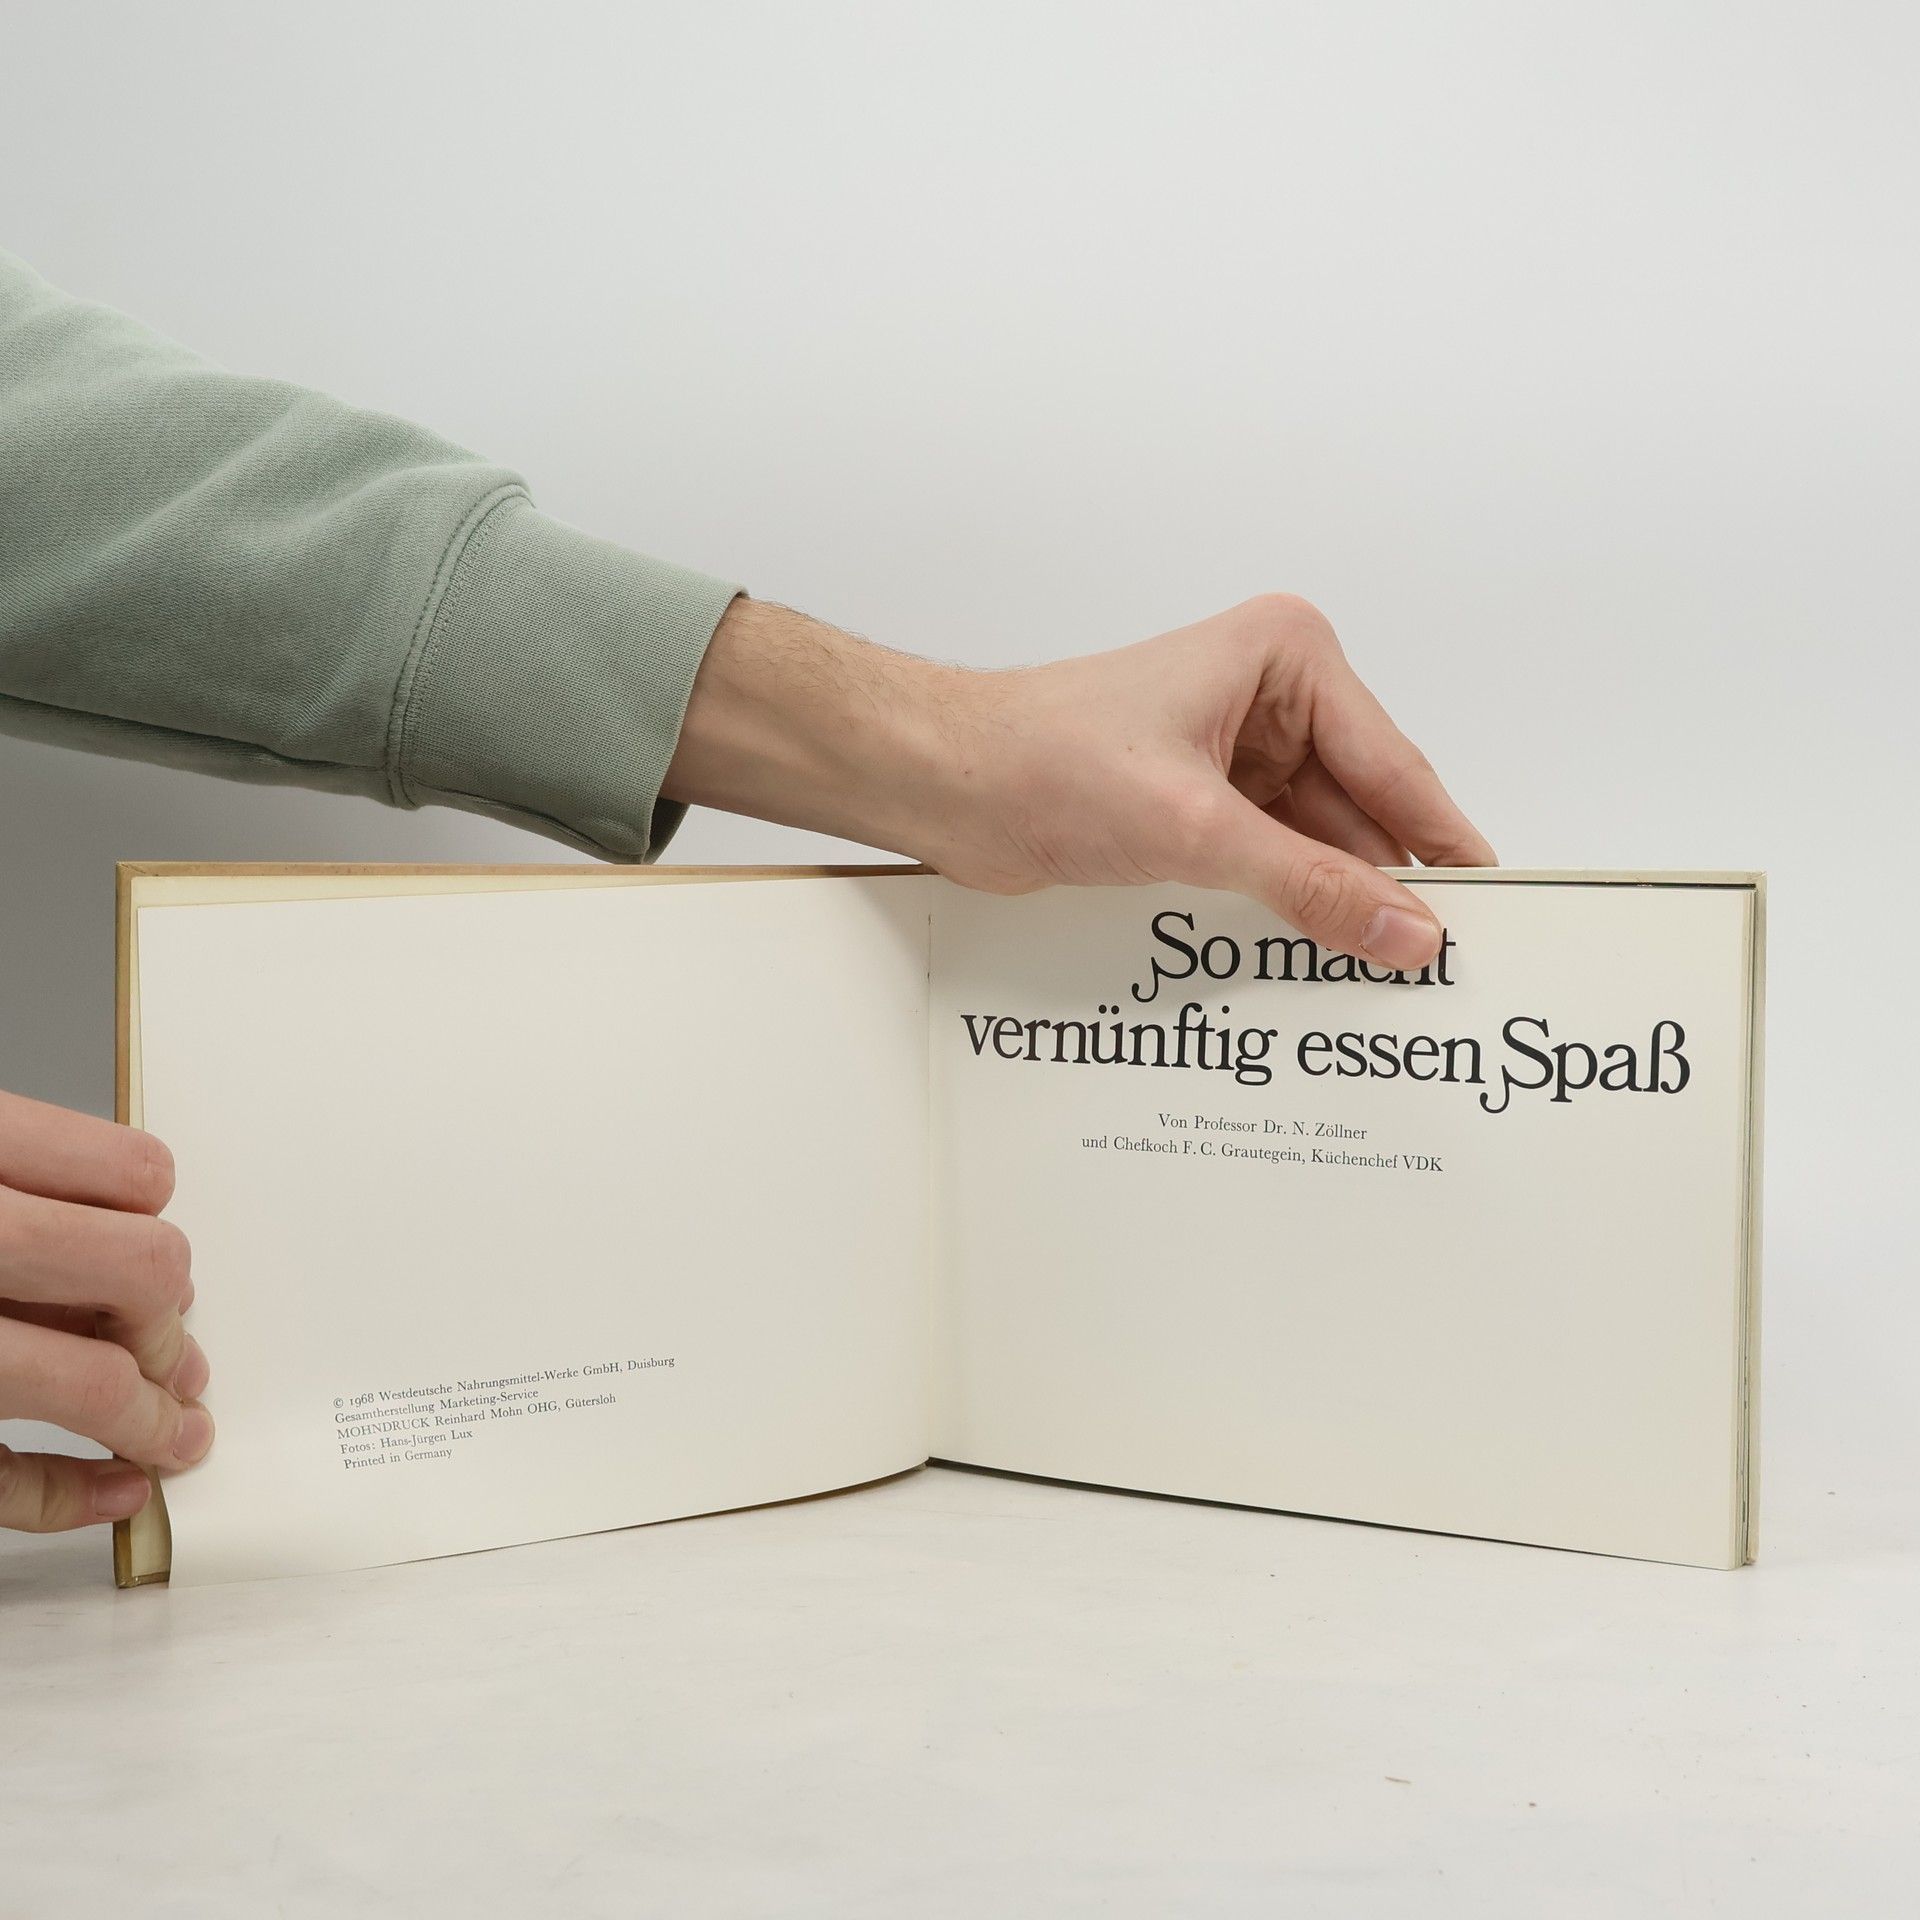 © 1968 Westdeutsche Nahrungsmittel-Werke GmbH, Duisburg
Gesamtherstellung Marketing-Service
MOHNDRUCK Reinhard Mohn OHG, Gütersloh
Fotos: Hans-Jürgen Lux
Printed in Germany
So macht
vernünftig essen Spaß
Von Professor Dr. N. Zöllner
und Chefkoch F. C. Grautegein, Küchenchef VDK